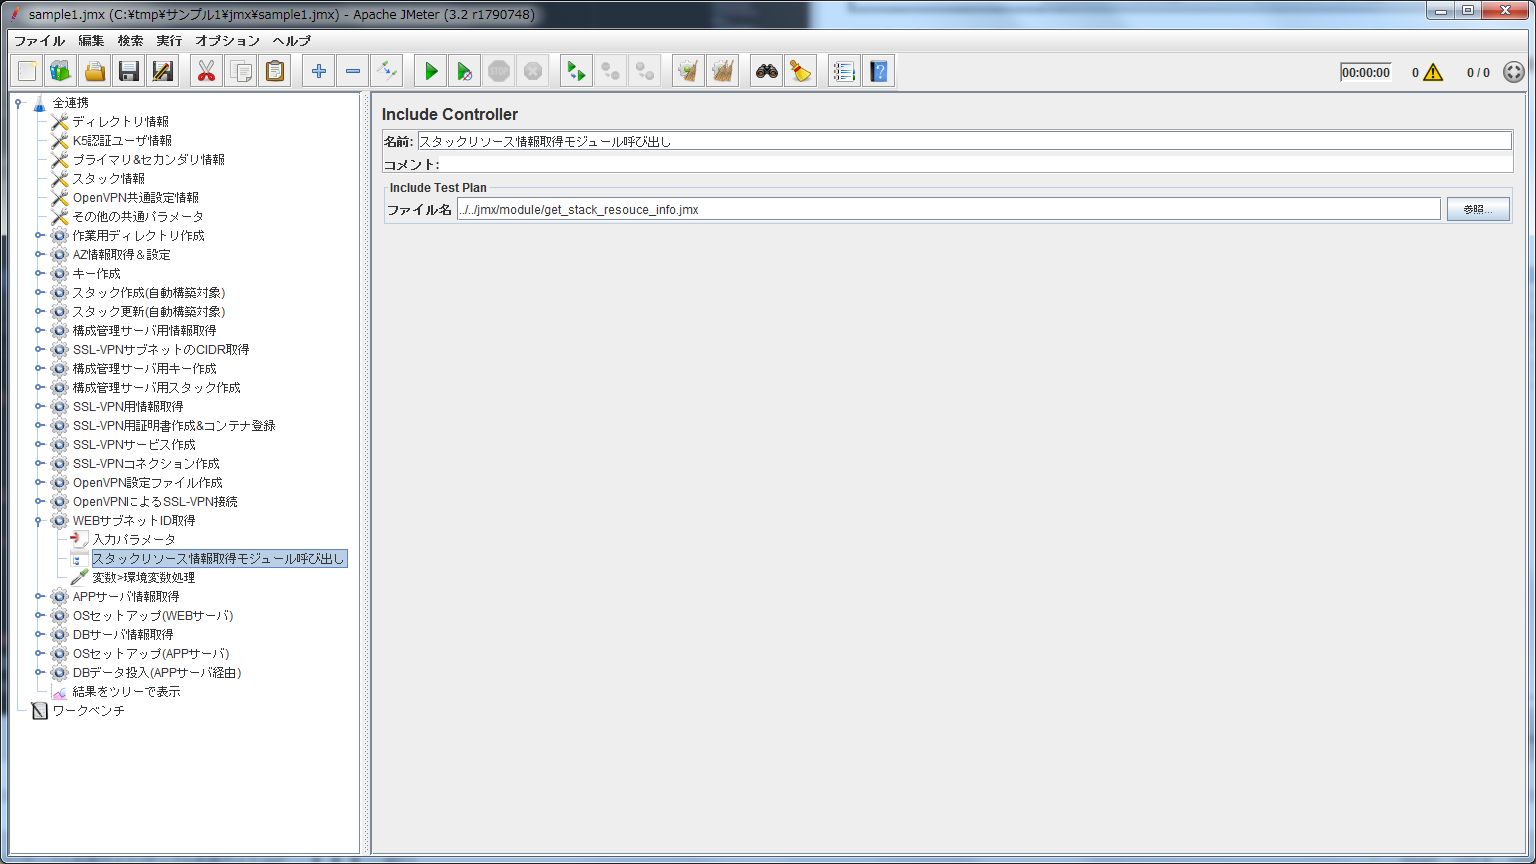 sample1.jmx (C:¥tmp¥サンプル1¥jmx¥sample1.jmx) - Apache JMeter (3.2 r1790748)
ファイル 編集 検索 実行 オプション ヘルプ
STOP
00:00:00 0 0 / 0
全連携
ディレクトリ情報
K5認証ユーザ情報
プライマリ&セカンダリ情報
スタック情報
OpenVPN共通設定情報
その他の共通パラメータ
作業用ディレクトリ作成
AZ情報取得＆設定
キー作成
スタック作成(自動構築対象)
スタック更新(自動構築対象)
構成管理サーバ用情報取得
SSL-VPNサブネットのCIDR取得
構成管理サーバ用キー作成
構成管理サーバ用スタック作成
SSL-VPN用情報取得
SSL-VPN用証明書作成&コンテナ登録
SSL-VPNサービス作成
SSL-VPNコネクション作成
OpenVPN設定ファイル作成
OpenVPNIによるSSL-VPN接続
WEBサブネットID取得
入力パラメータ
スタックリソース情報取得モジュール呼び出し
変数>環境変数処理
APPサーバ情報取得
OSセットアップ(WEBサーバ)
DBサーバ情報取得
OSセットアップ(APPサーバ)
DBデータ投入(APPサーバ経由)
結果をツリーで表示
ワークベンチ
Include Controller
名前: スタックリソース情報取得モジュール呼び出し
コメント:
Include Test Plan
ファイル名 ../../jmx/module/get_stack_resouce_info.jmx 参照...